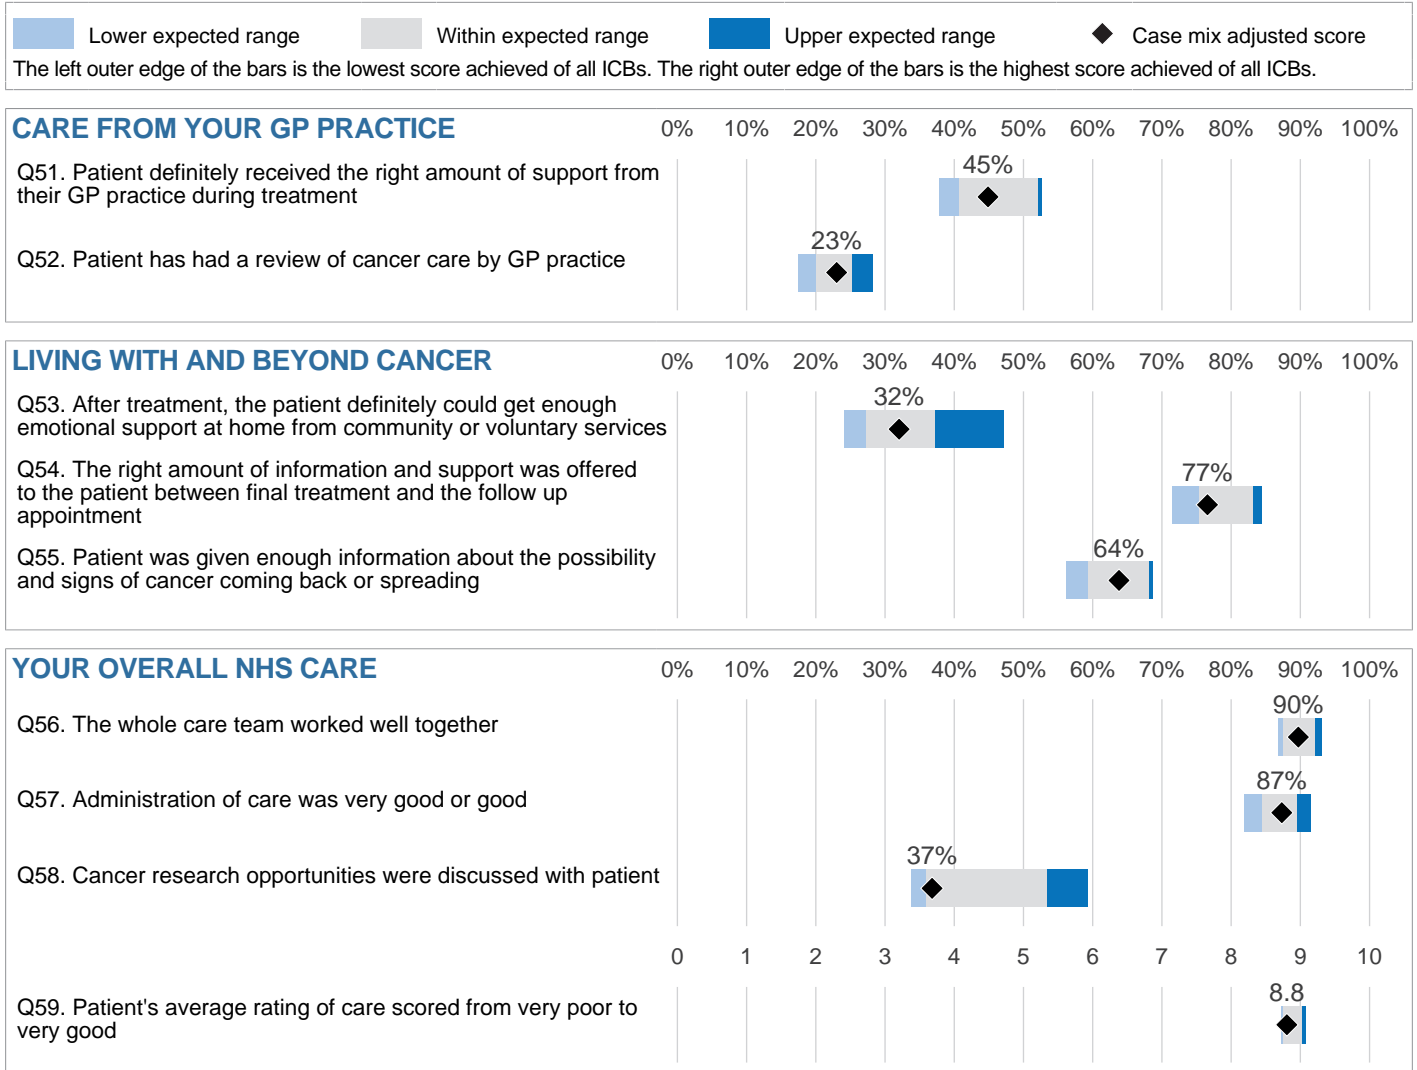 Lower expected range Within expected range Upper expected range Case mix adjusted score
The left outer edge of the bars is the lowest score achieved of all ICBs. The right outer edge of the bars is the highest score achieved of all ICBs.
CARE FROM YOUR GP PRACTICE 0% 10% 20% 30% 40% 50% 60% 70% 80% 90% 100%
45%
Q51. Patient definitely received the right amount of support from
their GP practice during treatment
23%
Q52. Patient has had a review of cancer care by GP practice
LIVING WITH AND BEYOND CANCER 0% 10% 20% 30% 40% 50% 60% 70% 80% 90% 100%
32%
Q53. After treatment, the patient definitely could get enough
emotional support at home from community or voluntary services
77%
Q54. The right amount of information and support was offered
to the patient between final treatment and the follow up
appointment
64%
Q55. Patient was given enough information about the possibility
and signs of cancer coming back or spreading
YOUR OVERALL NHS CARE 0% 10% 20% 30% 40% 50% 60% 70% 80% 90% 100%
90%
Q56. The whole care team worked well together
87%
Q57. Administration of care was very good or good
37%
Q58. Cancer research opportunities were discussed with patient
0 1 2 3 4 5 6 7 8 9 10
8.8
Q59. Patient's average rating of care scored from very poor to
very good